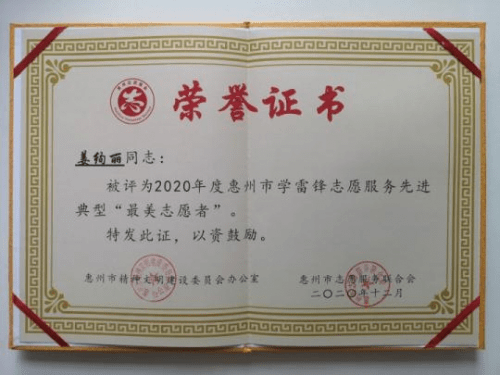 荣誉证书
姜绚丽同志：
被评为2020年度惠州市学雷锋志愿服务先进
典型“最美志愿者”。
特发此证，以资鼓励。
惠州市精神文明建设委员会办公室 惠州市志愿服务联合会
二〇二〇年十二月